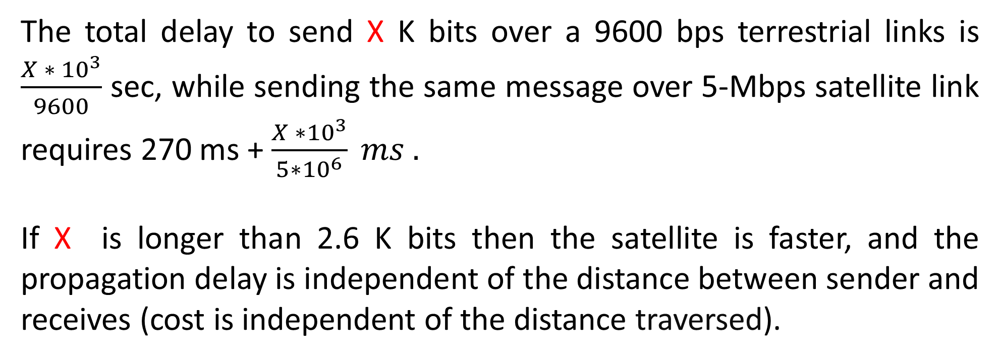 The total delay to send X K bits over a 9600 bps terrestrial links is
\frac{X * 10^3}{9600} sec, while sending the same message over 5-Mbps satellite link
requires 270 ms + \frac{X *10^3}{5*10^6} ms .
If X is longer than 2.6 K bits then the satellite is faster, and the
propagation delay is independent of the distance between sender and
receives (cost is independent of the distance traversed).